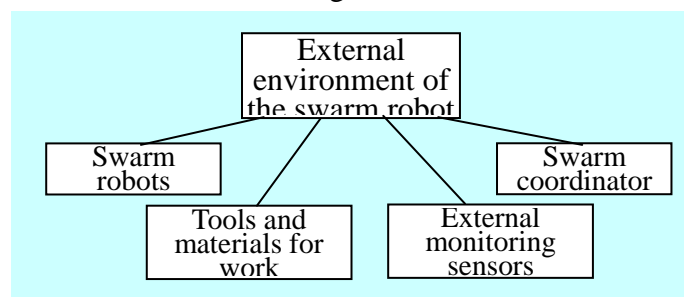 External
environment of
the swarm robot
Swarm
robots
Swarm
coordinator
Tools and
materials for
work
External
monitoring
sensors